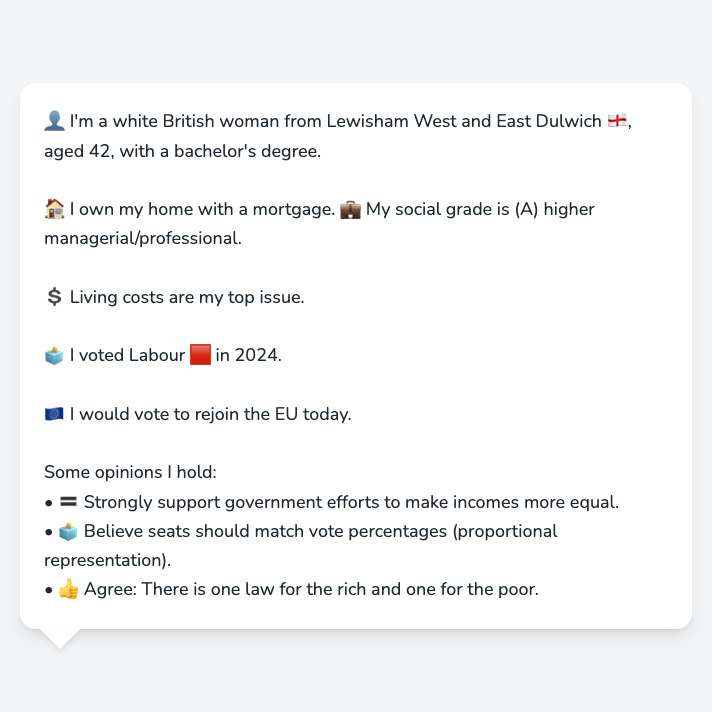 👤 I'm a white British woman from Lewisham West and East Dulwich 🏴󠁧󠁢󠁥󠁮󠁧󠁿,
aged 42, with a bachelor's degree.
🏠 I own my home with a mortgage. 💼 My social grade is (A) higher
managerial/professional.
💲 Living costs are my top issue.
🗳️ I voted Labour 🟥 in 2024.
🇪🇺 I would vote to rejoin the EU today.
Some opinions I hold:
• 🟰 Strongly support government efforts to make incomes more equal.
• 🗳️ Believe seats should match vote percentages (proportional
representation).
• 👍 Agree: There is one law for the rich and one for the poor.